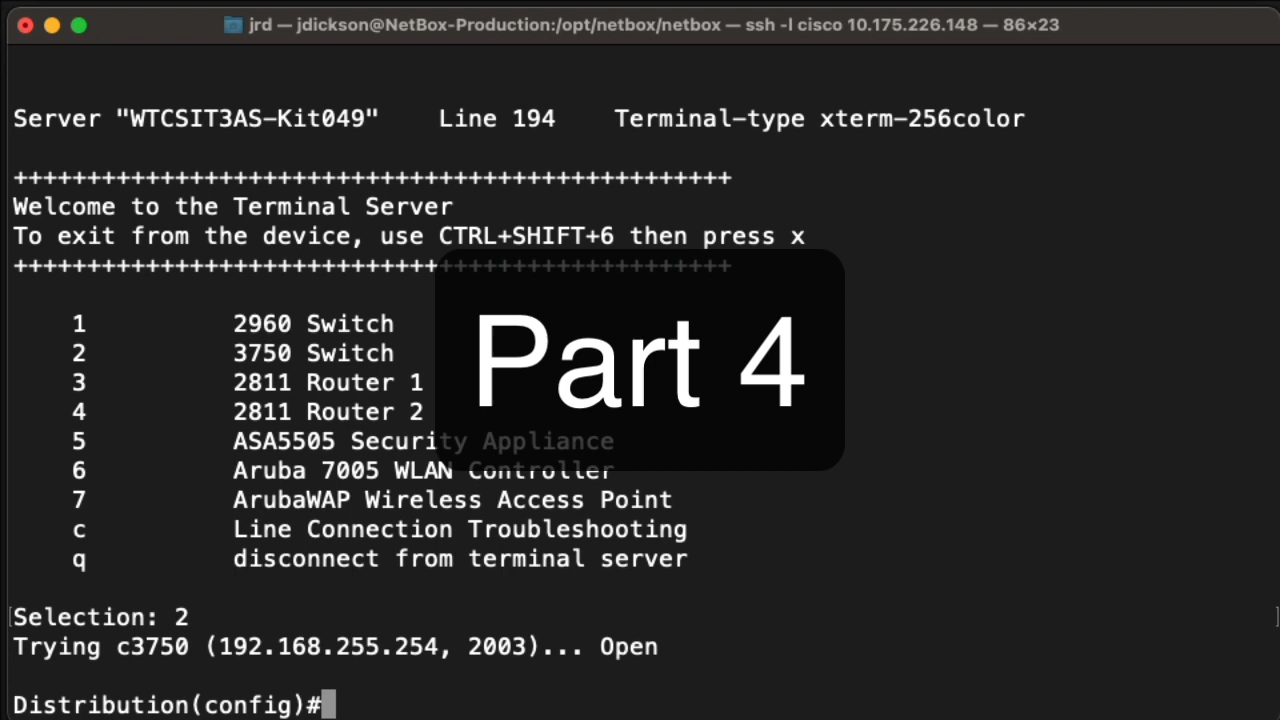 jrd — jdickson@NetBox-Production:/opt/netbox/netbox — ssh -l cisco 10.175.226.148 — 86×23
Server "WTCSIT3AS-Kit049"    Line 194    Terminal-type xterm-256color
+++++++++++++++++++++++++++++++++++++++++++++++++
Welcome to the Terminal Server
To exit from the device, use CTRL+SHIFT+6 then press x
+++++++++++++++++++++++++++++++++++++++++++++++++
1          2960 Switch
2          3750 Switch
3          2811 Router 1
4          2811 Router 2
5          ASA5505 Security Appliance
6          Aruba 7005 WLAN Controller
7          ArubaWAP Wireless Access Point
c          Line Connection Troubleshooting
q          disconnect from terminal server
Part 4
Selection: 2
Trying c3750 (192.168.255.254, 2003)... Open
Distribution(config)#